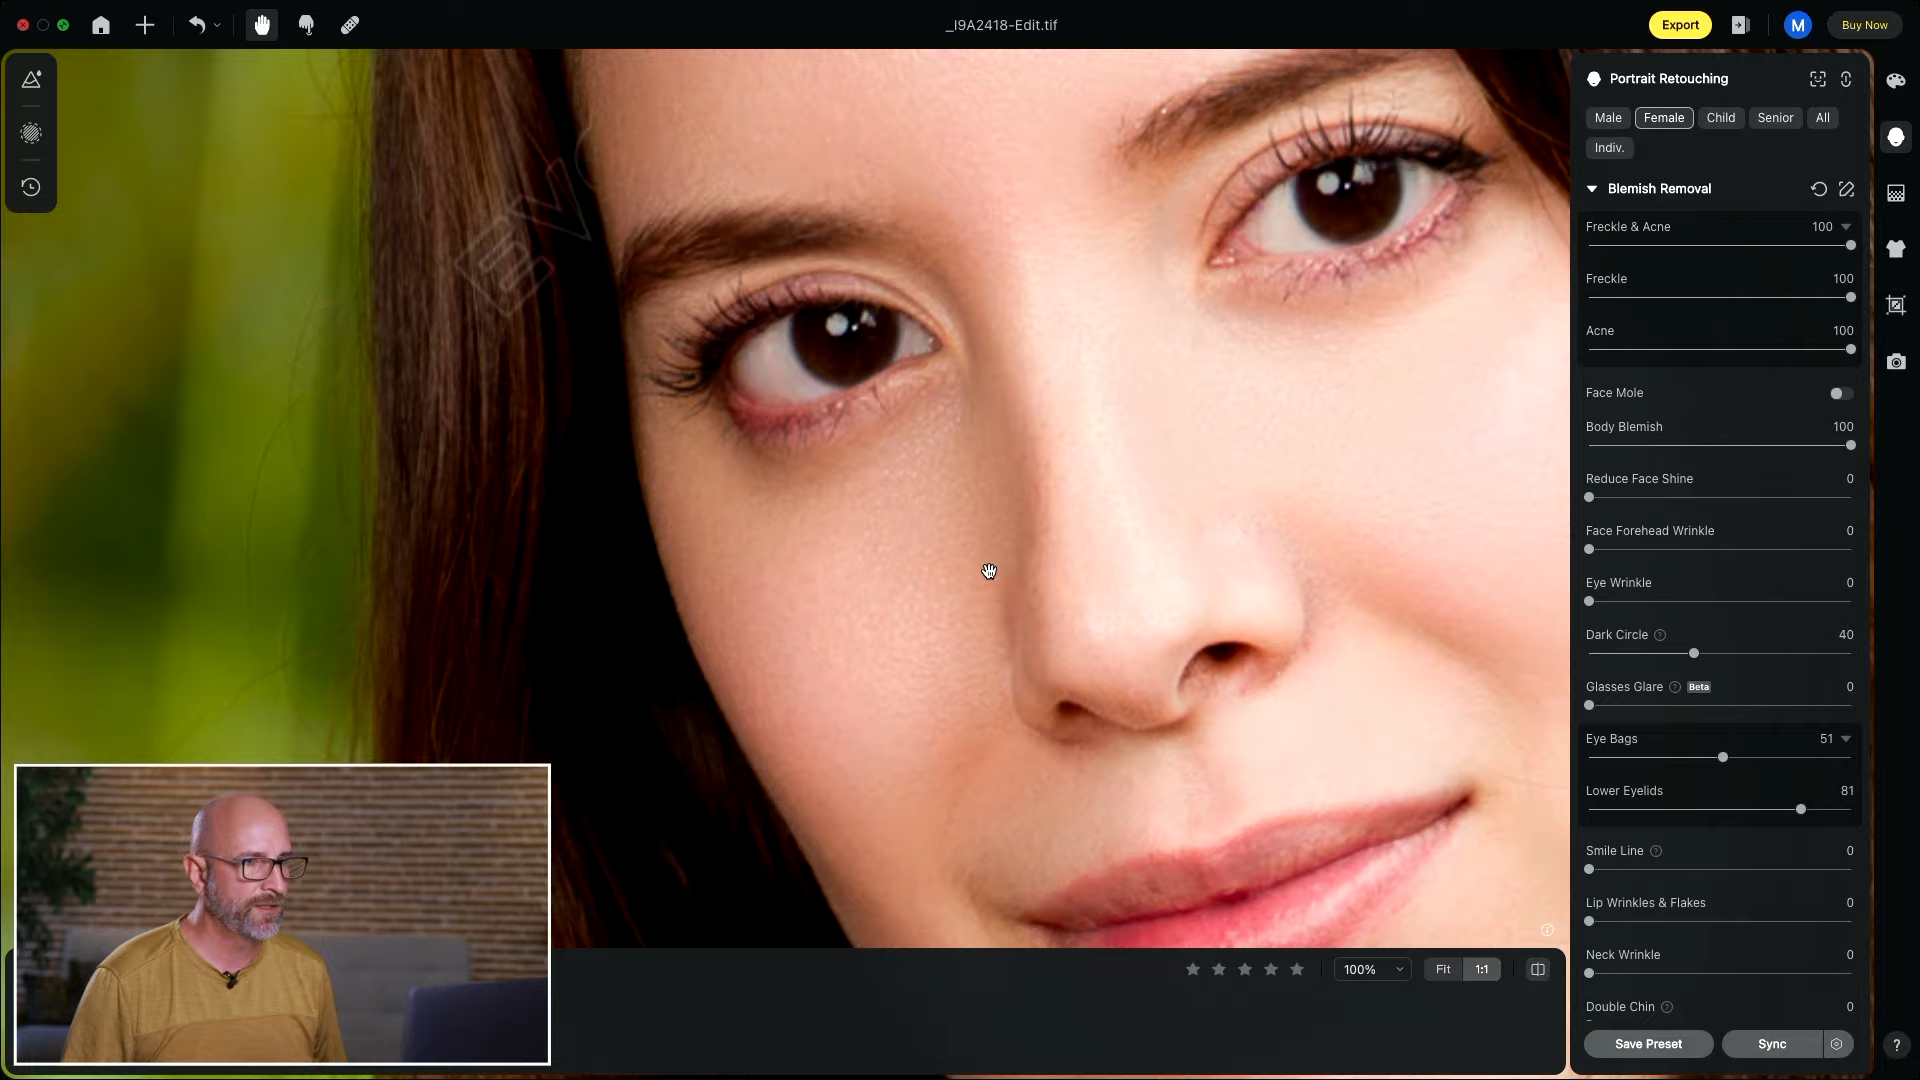 _I9A2418-Edit.tif
Export
M
Buy Now
Portrait Retouching
Male
Female
Child
Senior
All
Indiv.
Blemish Removal
Freckle & Acne 100
Freckle 100
Acne 100
Face Mole
Body Blemish 100
Reduce Face Shine 0
Face Forehead Wrinkle 0
Eye Wrinkle 0
Dark Circle ? 40
Glasses Glare ? Beta 0
Eye Bags 51
Lower Eyelids 81
Smile Line ? 0
Lip Wrinkles & Flakes 0
Neck Wrinkle 0
Double Chin ? 0
100%
Fit
1:1
Save Preset
Sync
?